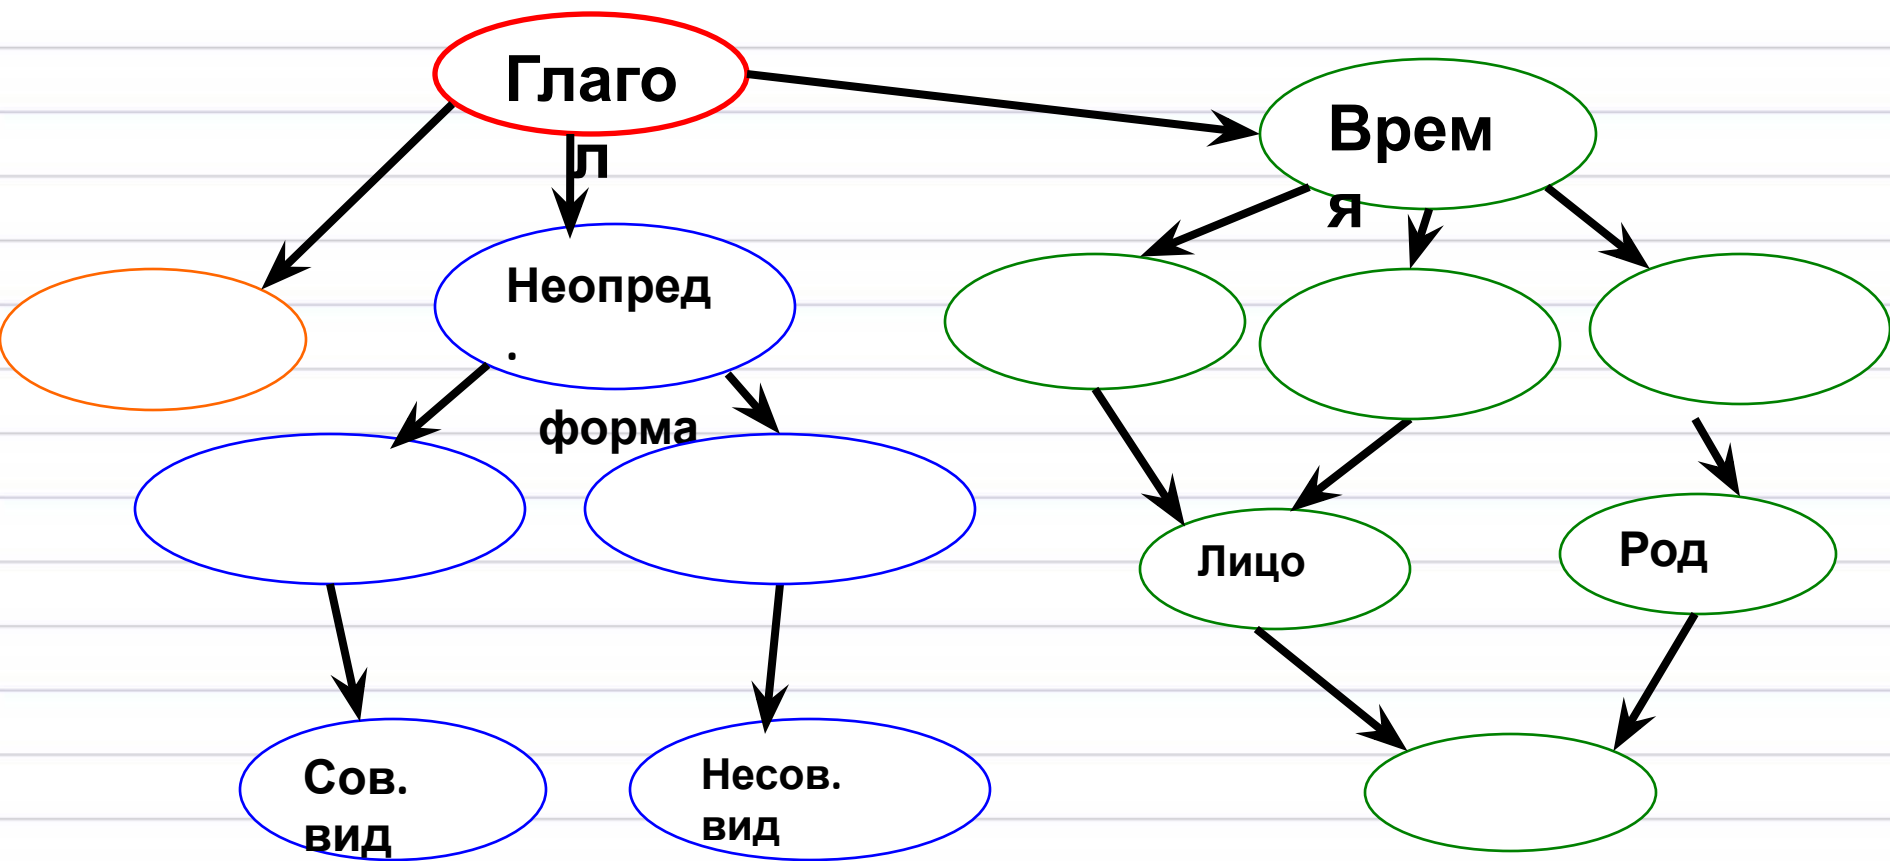 Глаго
л
Врем
я
Неопред
.
форма
Лицо
Род
Сов.
вид
Несов.
вид